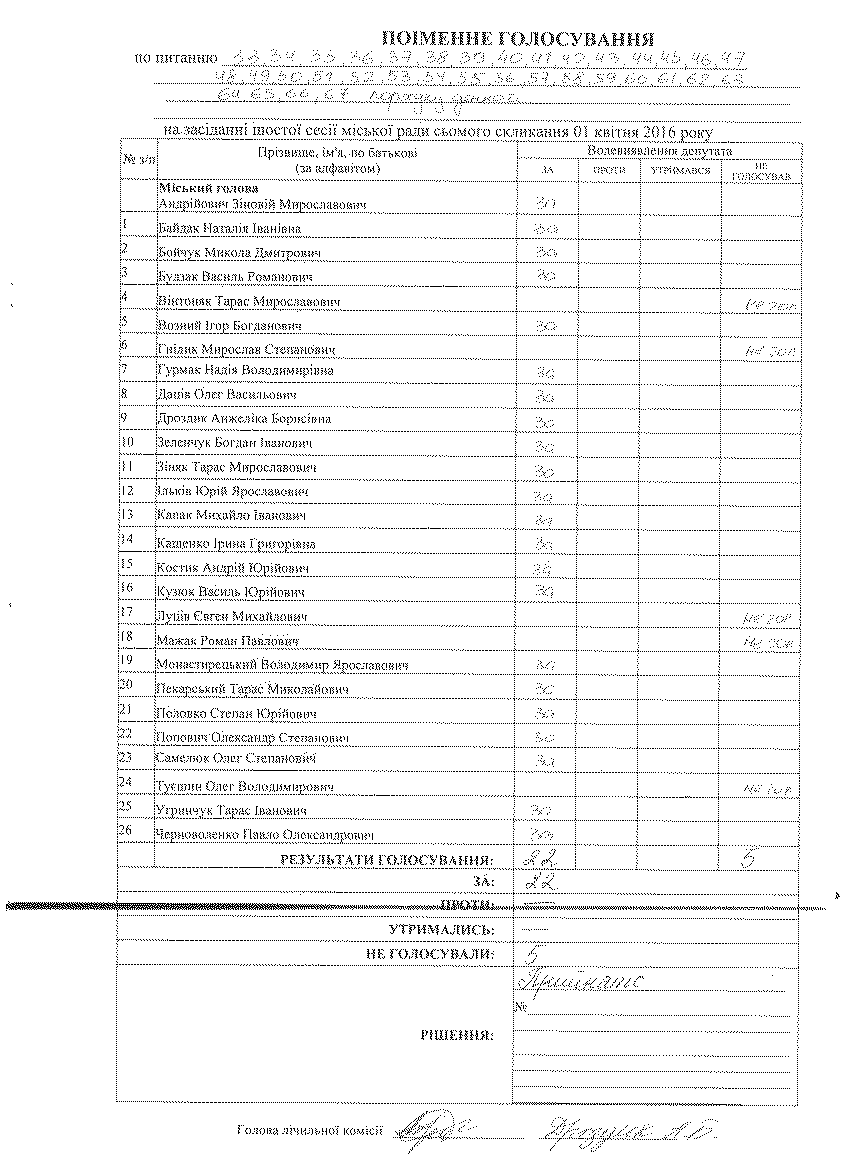 ПОІМЕННЕ ГОЛОСУВАННЯ
по питанню 33,34,35,36,37,38,39,40,41,42,43,44,45,46,47
48,49,50,51,52,53,54,55,56,57,58,59,60,61,62,63
64,65,66,67 порядку денного
на засіданні шостої сесії міської ради сьомого скликання 01 квітня 2016 року
№ з/п Прізвище, ім'я, по батькові (за алфавітом) Волевиявлення депутата
ЗА ПРОТИ УТРИМАВСЯ НЕ ГОЛОСУВАВ
Міський голова
Андрійович Зіновій Мирославович за
1 Байдак Наталія Іванівна за
2 Бойчук Микола Дмитрович за
3 Будзак Василь Романович за
4 Вінтоняк Тарас Мирославович не гол
5 Возний Ігор Богданович за
6 Гнідик Мирослав Степанович не гол
7 Гурмак Надія Володимирівна за
8 Даців Олег Васильович за
9 Дроздик Анжеліка Борисівна за
10 Зеленчук Богдан Іванович за
11 Зіняк Тарас Мирославович за
12 Ільків Юрій Ярославович за
13 Капак Михайло Іванович за
14 Кащенко Ірина Григорівна за
15 Костик Андрій Юрійович за
16 Кузюк Василь Юрійович за
17 Луців Євген Михайлович не гол
18 Мажак Роман Павлович не гол
19 Монастирецький Володимир Ярославович за
20 Пекарський Тарас Миколайович за
21 Половко Степан Юрійович за
22 Попович Олександр Степанович за
23 Самелюк Олег Степанович за
24 Туєшин Олег Володимирович не гол
25 Угринчук Тарас Іванович за
26 Черноволенко Павло Олександрович за
РЕЗУЛЬТАТИ ГОЛОСУВАННЯ: 22 5
ЗА: 22
ПРОТИ: —
УТРИМАЛИСЬ: —
НЕ ГОЛОСУВАЛИ: 5
Прийнято
№
РІШЕННЯ:
Голова лічильної комісії Дроздик А Б